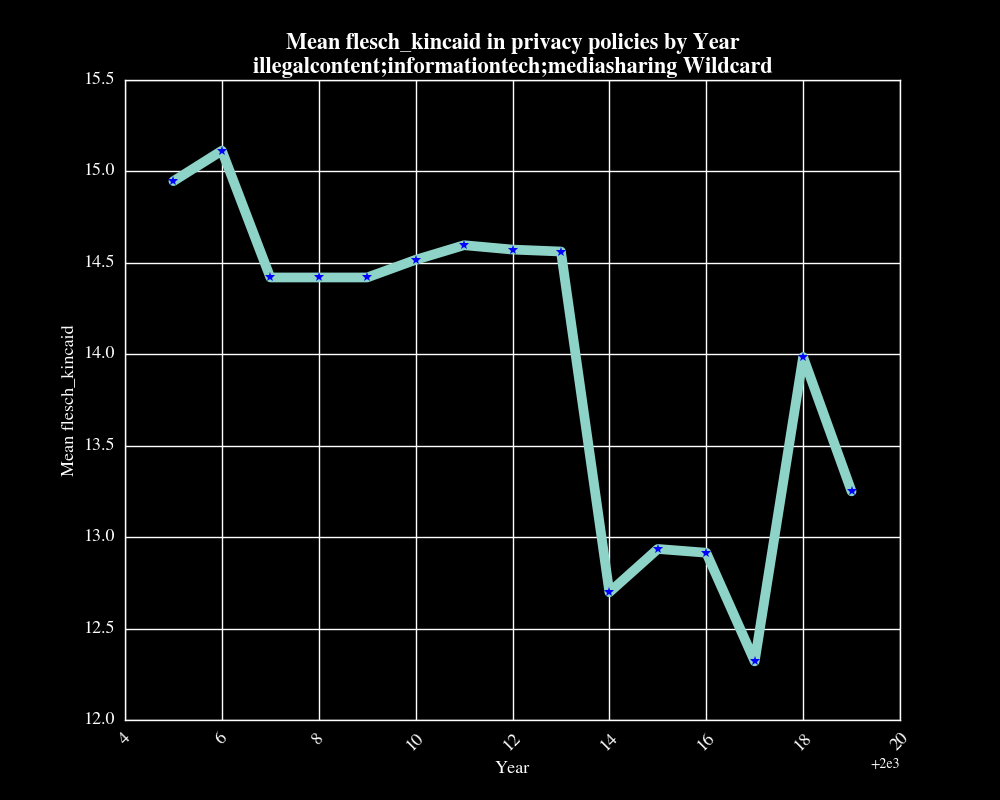 Mean flesch_kincaid in privacy policies by Year
illegalcontent;informationtech;mediasharing Wildcard
15.5
15.0
14.5
14.0
13.5
13.0
12.5
12.0
Mean flesch_kincaid
4 6 8 10 12 14 16 18 20
+2e3
Year